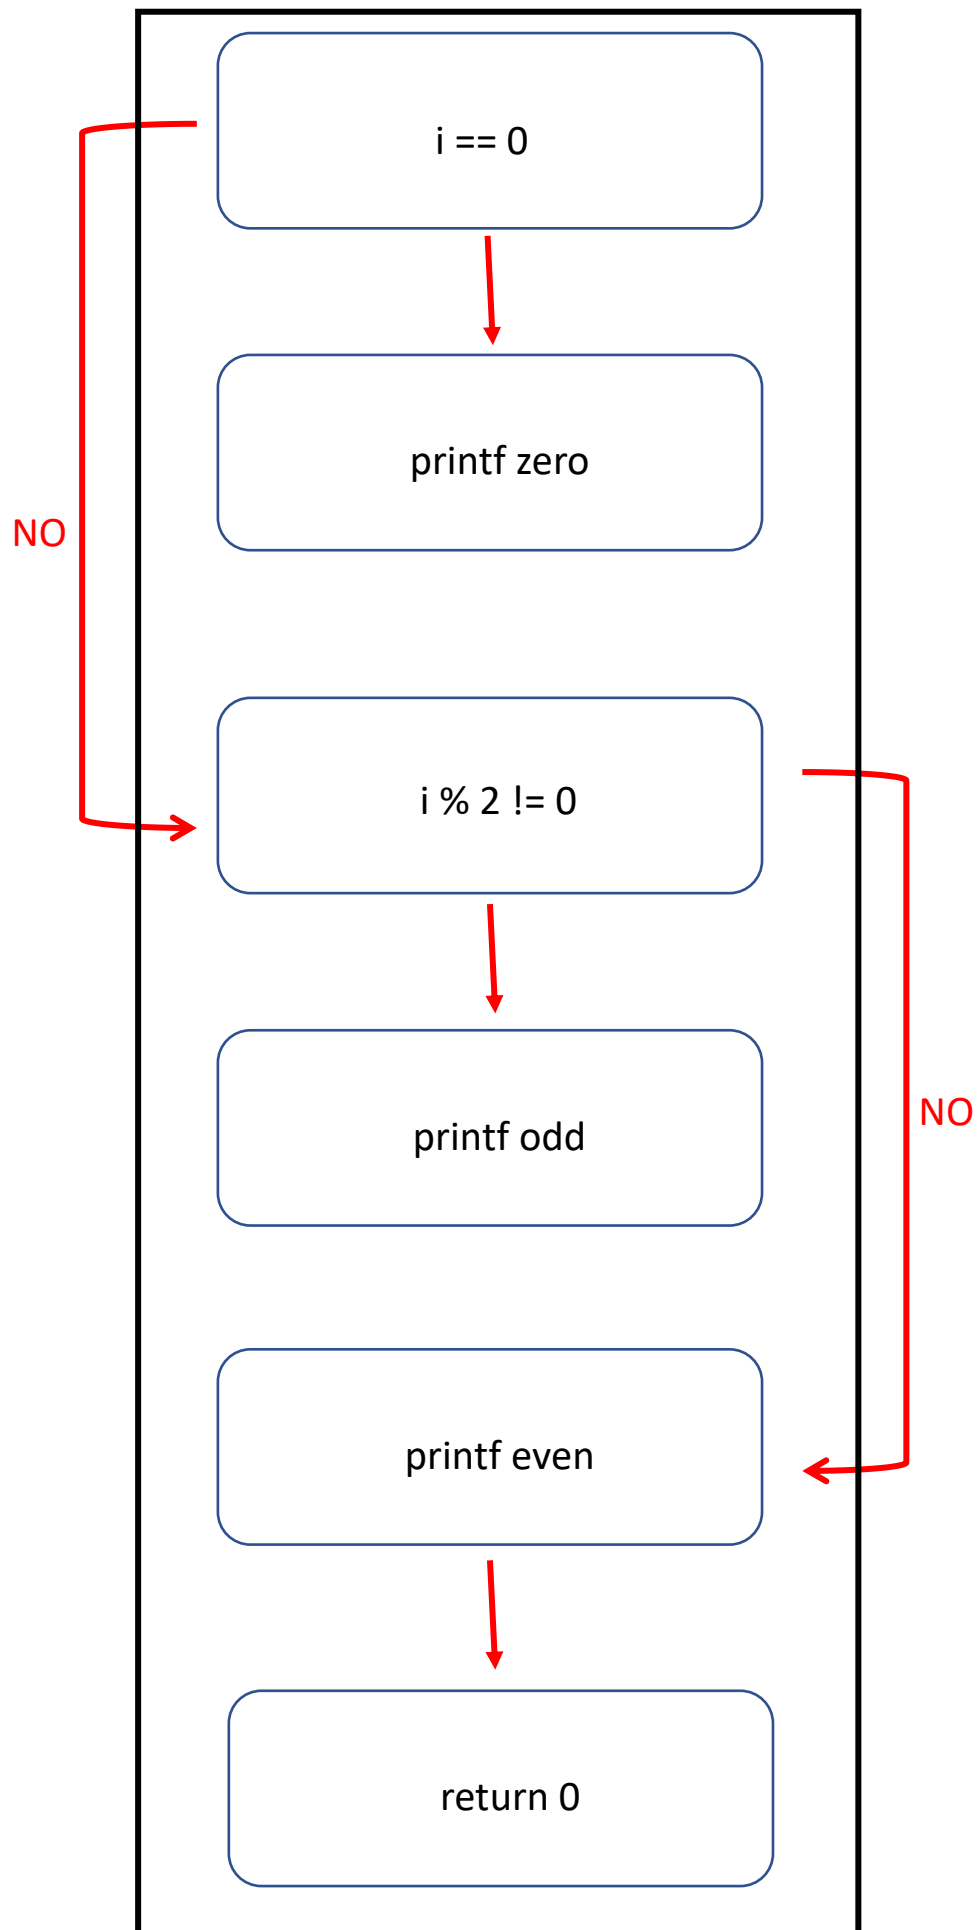 i == 0
printf zero
NO
i % 2 != 0
printf odd
NO
printf even
return 0